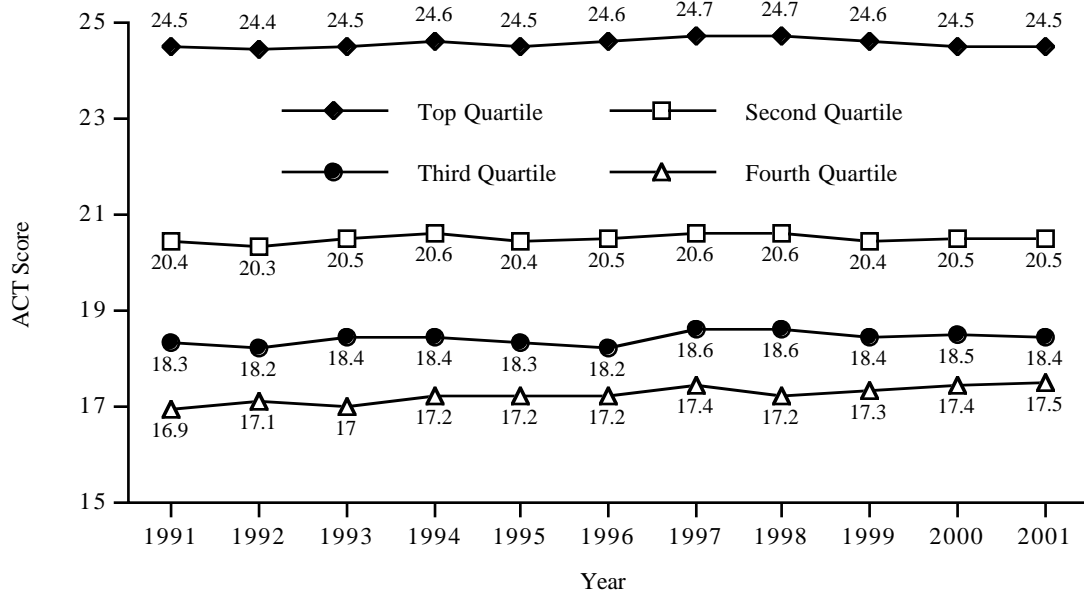 24.5 24.4 24.5 24.6 24.5 24.6 24.7 24.7 24.6 24.5 24.5
25
23
Top Quartile Second Quartile
Third Quartile Fourth Quartile
21
20.4 20.3 20.5 20.6 20.4 20.5 20.6 20.6 20.4 20.5 20.5
ACT Score
19
18.3 18.2 18.4 18.4 18.3 18.2 18.6 18.6 18.4 18.5 18.4
17
16.9 17.1 17 17.2 17.2 17.2 17.4 17.2 17.3 17.4 17.5
15
1991 1992 1993 1994 1995 1996 1997 1998 1999 2000 2001
Year